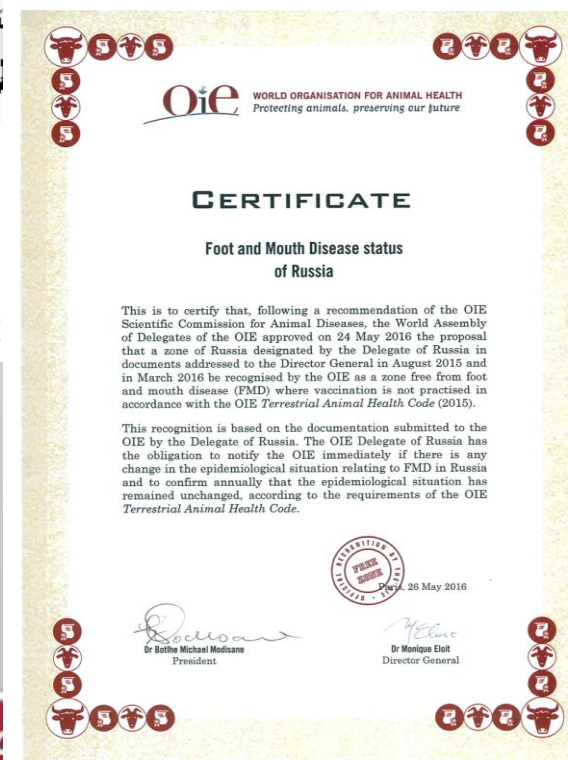 OiE
WORLD ORGANISATION FOR ANIMAL HEALTH
Protecting animals, preserving our future
CERTIFICATE
Foot and Mouth Disease status
of Russia
This is to certify that, following a recommendation of the OIE
Scientific Commission for Animal Diseases, the World Assembly
of Delegates of the OIE approved on 24 May 2016 the proposal
that a zone of Russia designated by the Delegate of Russia in
documents addressed to the Director General in August 2015 and
in March 2016 be recognised by the OIE as a zone free from foot
and mouth disease (FMD) where vaccination is not practised in
accordance with the OIE Terrestrial Animal Health Code (2015).
This recognition is based on the documentation submitted to the
OIE by the Delegate of Russia. The OIE Delegate of Russia has
the obligation to notify the OIE immediately if there is any
change in the epidemiological situation relating to FMD in Russia
and to confirm annually that the epidemiological situation has
remained unchanged, according to the requirements of the OIE
Terrestrial Animal Health Code.
OFFICIAL RECOGNITION BY THE OIE
FREE
ZONE
Paris, 26 May 2016
Dr Botlhe Michael Modisane
President
M Eloit
Dr Monique Eloit
Director General